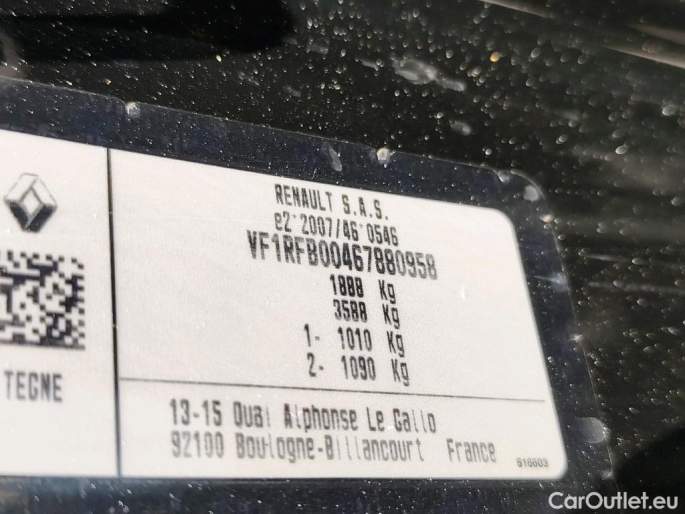 RENAULT S.A.S.
e2*2007/46*0546
VF1RFB00467880958
1888 Kg
3588 Kg
1- 1010 Kg
2- 1090 Kg
TEGNE
13-15 Quai Alphonse Le Gallo
92100 Boulogne-Billancourt France
616603
CarOutlet.eu